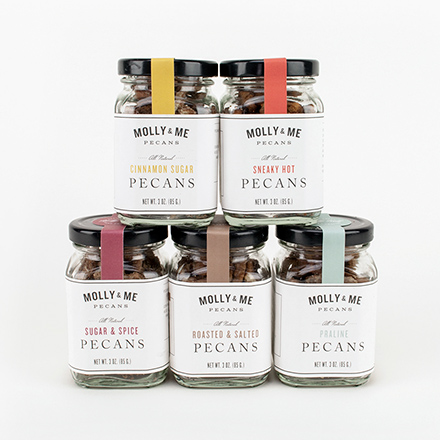 MOLLY & ME
PECANS
All Natural
CINNAMON SUGAR
PECANS
NET WT. 3 OZ. (85 G.)
MOLLY & ME
PECANS
All Natural
SNEAKY HOT
PECANS
NET WT. 3 OZ. (85 G.)
MOLLY & ME
PECANS
All Natural
SUGAR & SPICE
PECANS
NET WT. 3 OZ. (85 G.)
MOLLY & ME
PECANS
All Natural
ROASTED & SALTED
PECANS
NET WT. 3 OZ. (85 G.)
MOLLY & ME
PECANS
All Natural
PRALINE
PECANS
NET WT. 3 OZ. (85 G.)